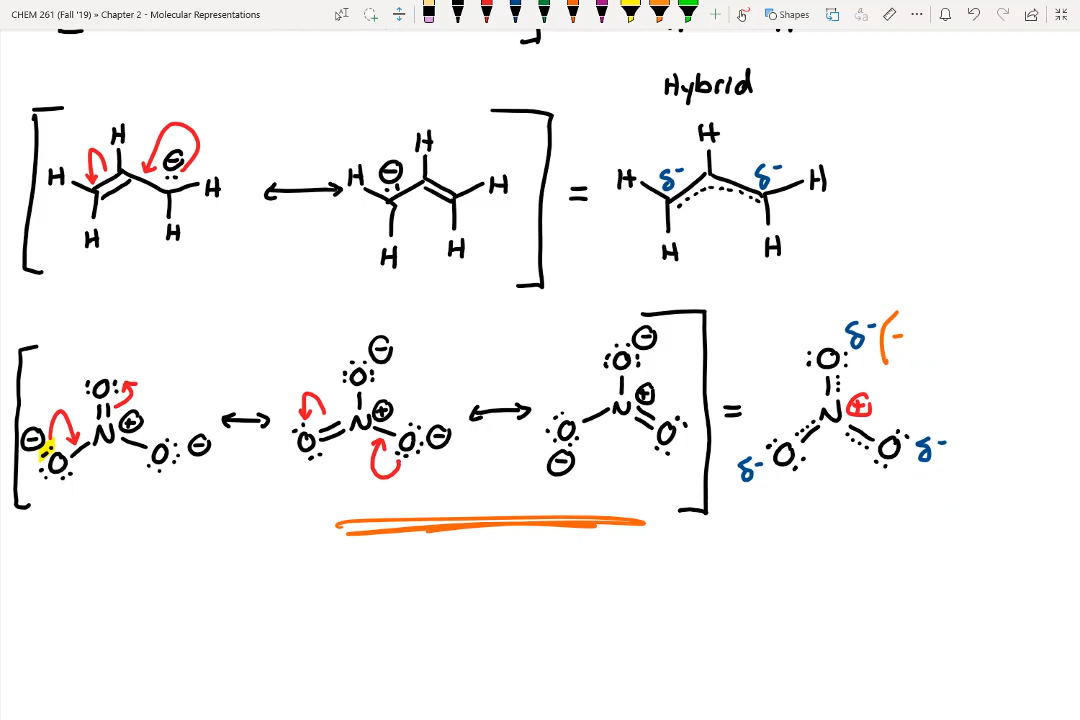 CHEM 261 (Fall '19) » Chapter 2 - Molecular Representations
Shapes
Hybrid
H H H
H ⊖ H
H H H
H H
H H
H δ- δ- H
H H
:O: ⊕ N ⊖ O O ⊖
O ⊖ N ⊕ O O ⊖
O ⊖ N ⊕ O O ⊖
= O δ- (-
N ⊕
δ- O O δ-